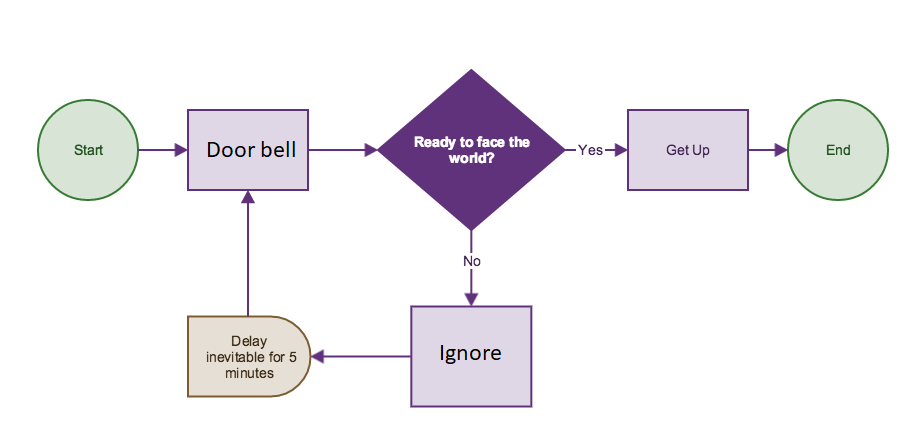 Start
Door bell
Ready to face the
world?
Yes
Get Up
End
No
Ignore
Delay
inevitable for 5
minutes